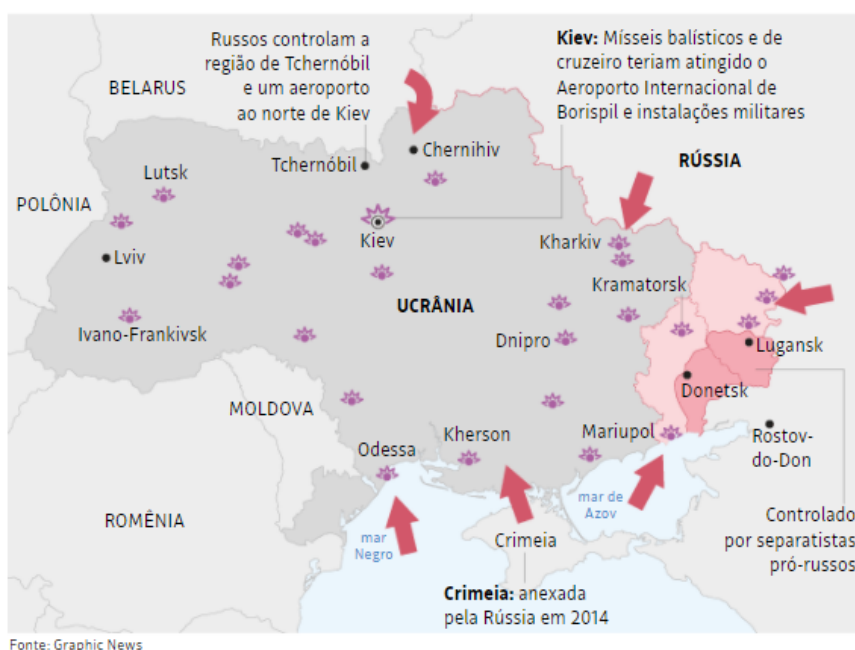 Russos controlam a
região de Tchernóbil
e um aeroporto
ao norte de Kiev
Kiev: Mísseis balísticos e de
cruzeiro teriam atingido o
Aeroporto Internacional de
Borispil e instalações militares
BELARUS
Chernihiv
Tchernóbil
RÚSSIA
Lutsk
POLÔNIA
Kiev
Kharkiv
Lviv
Kramatorsk
UCRÂNIA
Ivano-Frankivsk
Dnipro
Lugansk
Donetsk
MOLDOVA
Kherson
Mariupol
Rostov-
do-Don
Odessa
mar de
Azov
mar
Negro
ROMÊNIA
Crimeia
Controlado
por separatistas
pró-russos
Crimeia: anexada
pela Rússia em 2014
Fonte: Graphic News